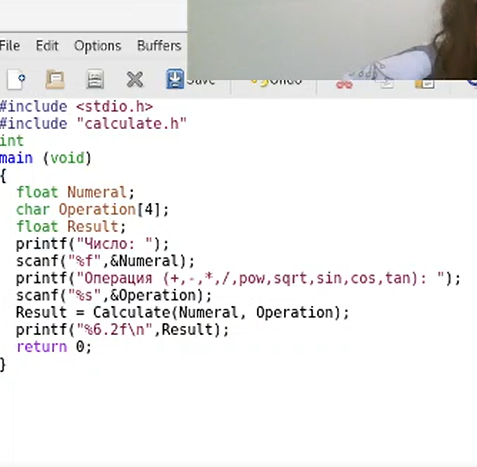 File Edit Options Buffers
Save Undo
#include <stdio.h>
#include "calculate.h"
int
main (void)
{
  float Numeral;
  char Operation[4];
  float Result;
  printf("Число: ");
  scanf("%f",&Numeral);
  printf("Операция (+,-,*,/,pow,sqrt,sin,cos,tan): ");
  scanf("%s",&Operation);
  Result = Calculate(Numeral, Operation);
  printf("%6.2f\n",Result);
  return 0;
}